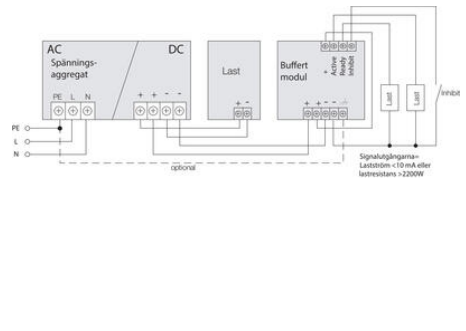 AC
DC
Spännings-
aggregat
PE L N
+ + - -
Last
+ -
Buffert
modul
+
Active
Ready
Inhibit
+ + - -
Last
Last
Inhibit
PE
L
N
optional
Signalutgångarna=
Lastström <10 mA eller
lastresistans >2200W